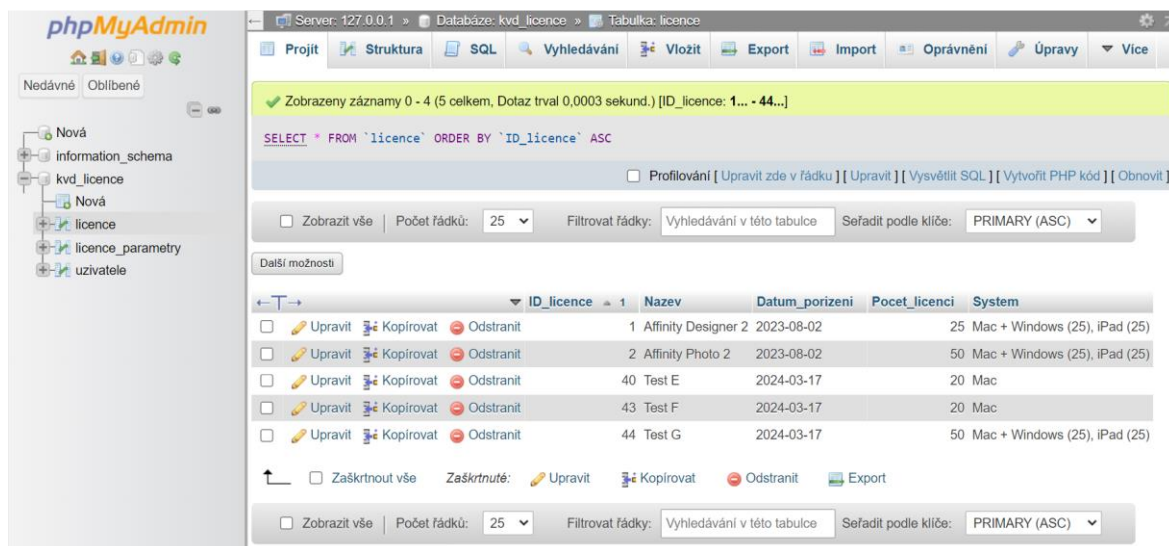 phpMyAdmin
Nedávné Oblíbené
Nová
information_schema
kvd_licence
Nová
licence
licence_parametry
uzivatele
Server: 127.0.0.1 » Databáze: kvd_licence » Tabulka: licence
Projít Struktura SQL Vyhledávání Vložit Export Import Oprávnění Úpravy Více
Zobrazeny záznamy 0 - 4 (5 celkem, Dotaz trval 0,0003 sekund.) [ID_licence: 1... - 44...]
SELECT * FROM `licence` ORDER BY `ID_licence` ASC
Profilování [ Upravit zde v řádku ] [ Upravit ] [ Vysvětlit SQL ] [ Vytvořit PHP kód ] [ Obnovit ]
Zobrazit vše | Počet řádků: 25 Filtrovat řádky: Vyhledávání v této tabulce Seřadit podle klíče: PRIMARY (ASC)
Další možnosti
←T→ ID_licence 1 Nazev Datum_porizeni Pocet_licenci System
Upravit Kopírovat Odstranit 1 Affinity Designer 2 2023-08-02 25 Mac + Windows (25), iPad (25)
Upravit Kopírovat Odstranit 2 Affinity Photo 2 2023-08-02 50 Mac + Windows (25), iPad (25)
Upravit Kopírovat Odstranit 40 Test E 2024-03-17 20 Mac
Upravit Kopírovat Odstranit 43 Test F 2024-03-17 20 Mac
Upravit Kopírovat Odstranit 44 Test G 2024-03-17 50 Mac + Windows (25), iPad (25)
Zaškrtnout vše Zaškrtnuté: Upravit Kopírovat Odstranit Export
Zobrazit vše | Počet řádků: 25 Filtrovat řádky: Vyhledávání v této tabulce Seřadit podle klíče: PRIMARY (ASC)